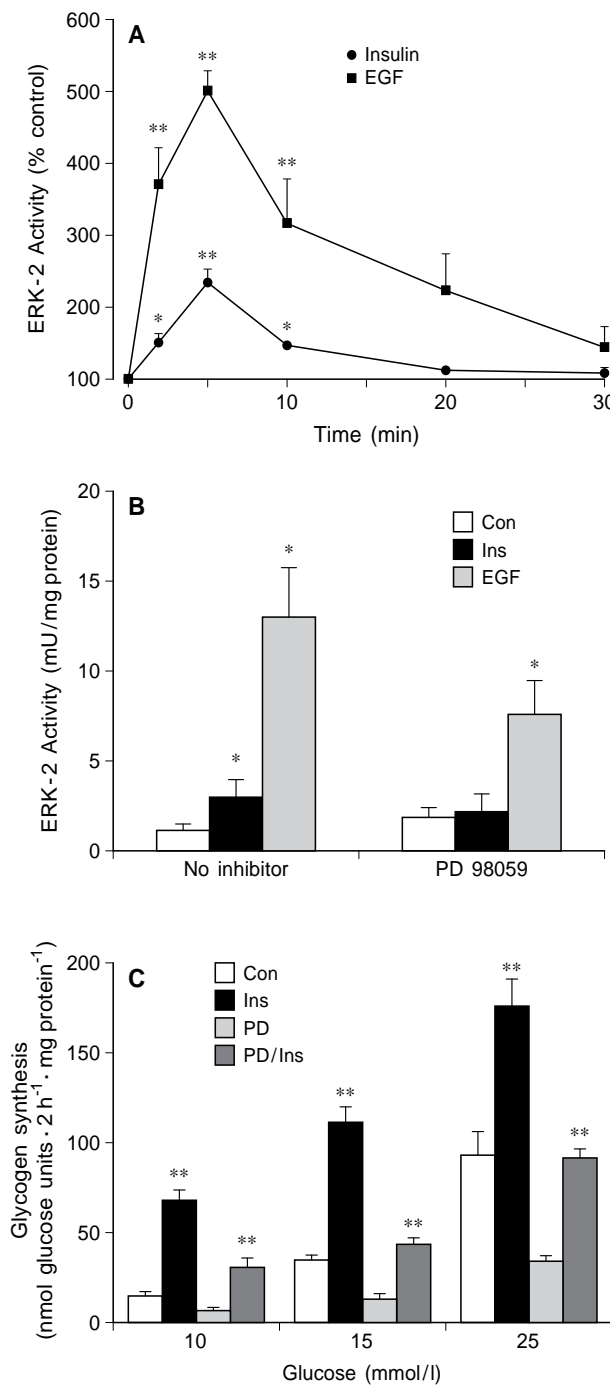 A
Insulin
EGF
600
500
400
300
200
100
**
**
**
**
*
*
0
10
20
30
Time (min)
ERK-2 Activity (% control)
B
Con
Ins
EGF
20
15
10
5
0
*
*
*
No inhibitor
PD 98059
ERK-2 Activity (mU/mg protein)
C
Con
Ins
PD
PD/Ins
200
150
100
50
0
**
**
**
**
**
**
10
15
25
Glucose (mmol/l)
Glycogen synthesis
(nmol glucose units · 2 h⁻¹ · mg protein⁻¹)